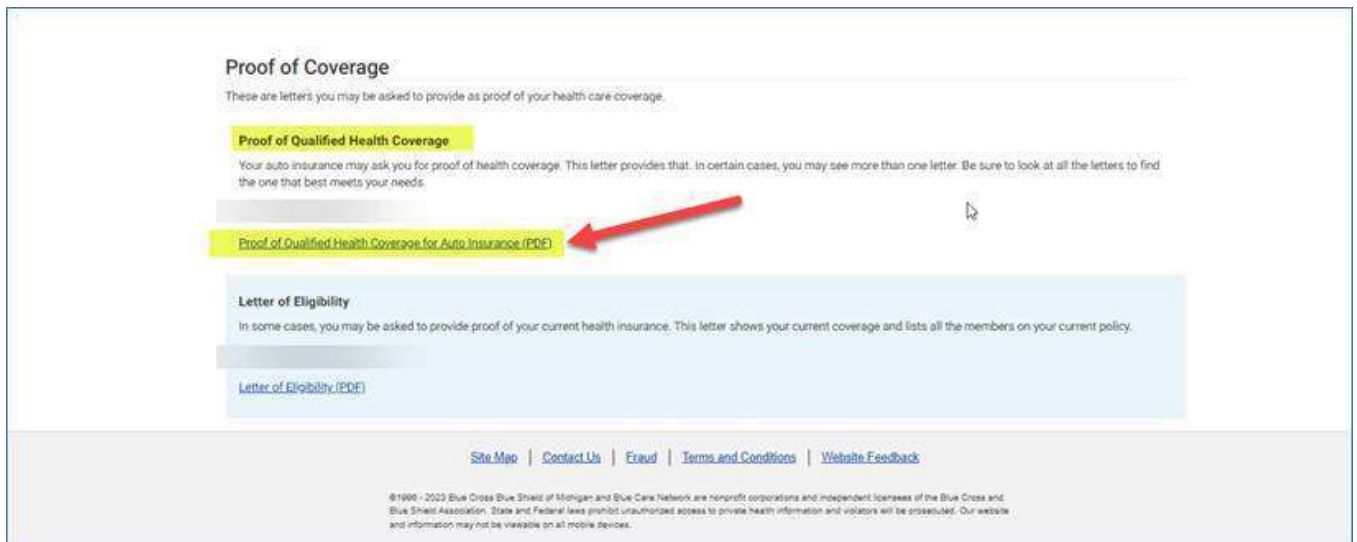 Proof of Coverage
These are letters you may be asked to provide as proof of your health care coverage.
Proof of Qualified Health Coverage
Your auto insurance may ask you for proof of health coverage. This letter provides that. In certain cases, you may see more than one letter. Be sure to look at all the letters to find
the one that best meets your needs.
Proof of Qualified Health Coverage for Auto Insurance (PDF)
Letter of Eligibility
In some cases, you may be asked to provide proof of your current health insurance. This letter shows your current coverage and lists all the members on your current policy.
Letter of Eligibility (PDF)
Site Map | Contact Us | Fraud | Terms and Conditions | Website Feedback
©1996 - 2023 Blue Cross Blue Shield of Michigan and Blue Care Network are nonprofit corporations and independent licensees of the Blue Cross and
Blue Shield Association. State and Federal laws prohibit unauthorized access to private health information and violators will be prosecuted. Our website
and information may not be viewable on all mobile devices.